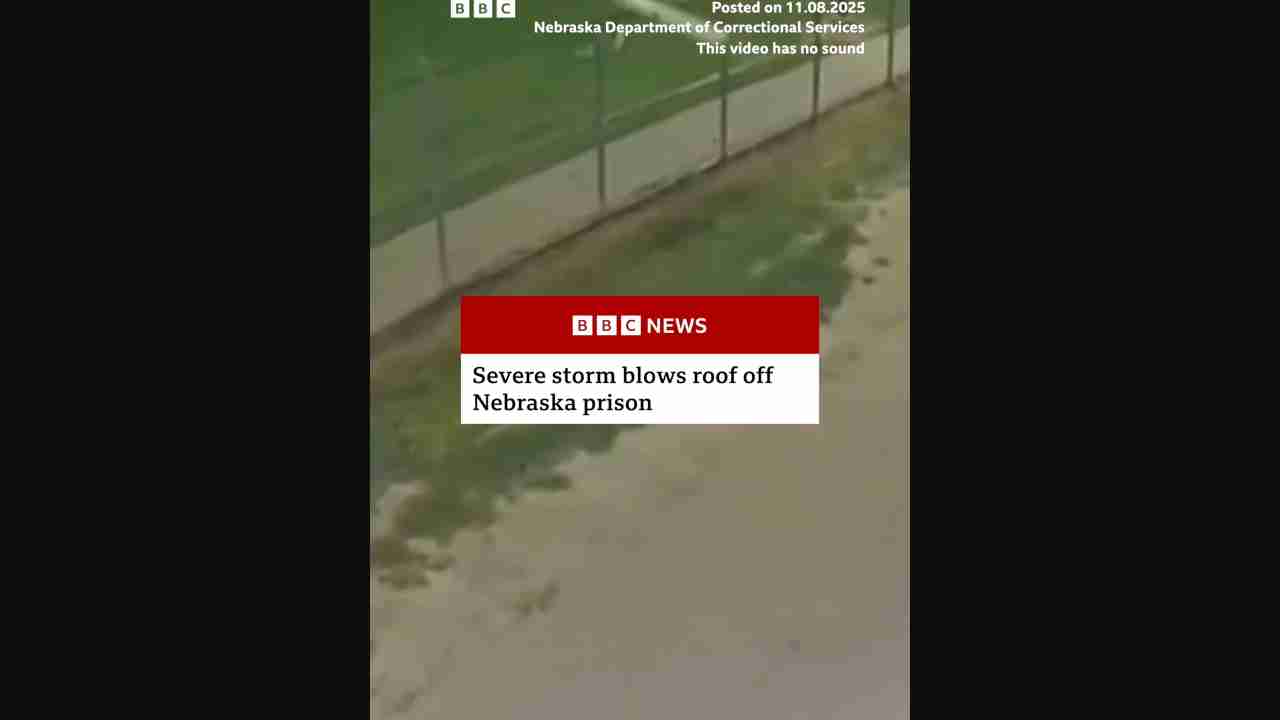 BBC
Posted on 11.08.2025
Nebraska Department of Correctional Services
This video has no sound
BBC NEWS
Severe storm blows roof off
Nebraska prison